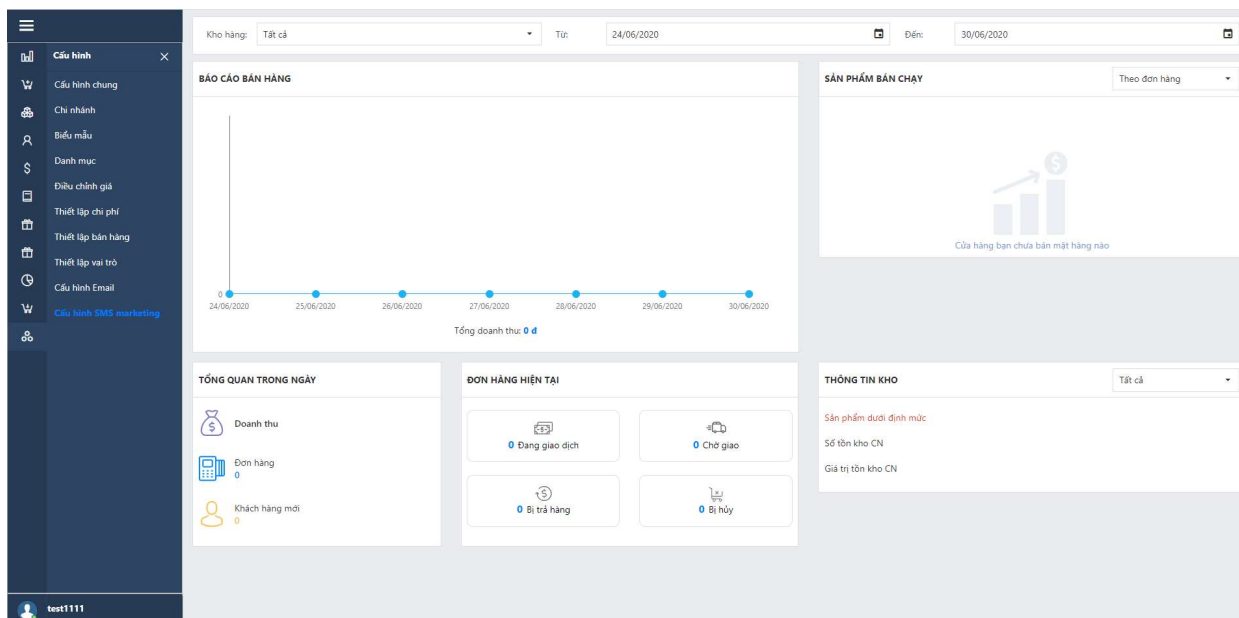 Kho hàng: Tất cả Từ: 24/06/2020 Đến: 30/06/2020
Cấu hình
Cấu hình chung
Chi nhánh
Biểu mẫu
Danh mục
Điều chỉnh giá
Thiết lập chi phí
Thiết lập bán hàng
Thiết lập vai trò
Cấu hình Email
Cấu hình SMS marketing
test1111
BÁO CÁO BÁN HÀNG
0
24/06/2020 25/06/2020 26/06/2020 27/06/2020 28/06/2020 29/06/2020 30/06/2020
Tổng doanh thu: 0 đ
SẢN PHẨM BÁN CHẠY Theo đơn hàng
Cửa hàng bạn chưa bán mặt hàng nào
TỔNG QUAN TRONG NGÀY
Doanh thu
Đơn hàng
0
Khách hàng mới
0
ĐƠN HÀNG HIỆN TẠI
0 Đang giao dịch 0 Chờ giao
0 Bị trả hàng 0 Bị hủy
THÔNG TIN KHO Tất cả
Sản phẩm dưới định mức
Số tồn kho CN
Giá trị tồn kho CN